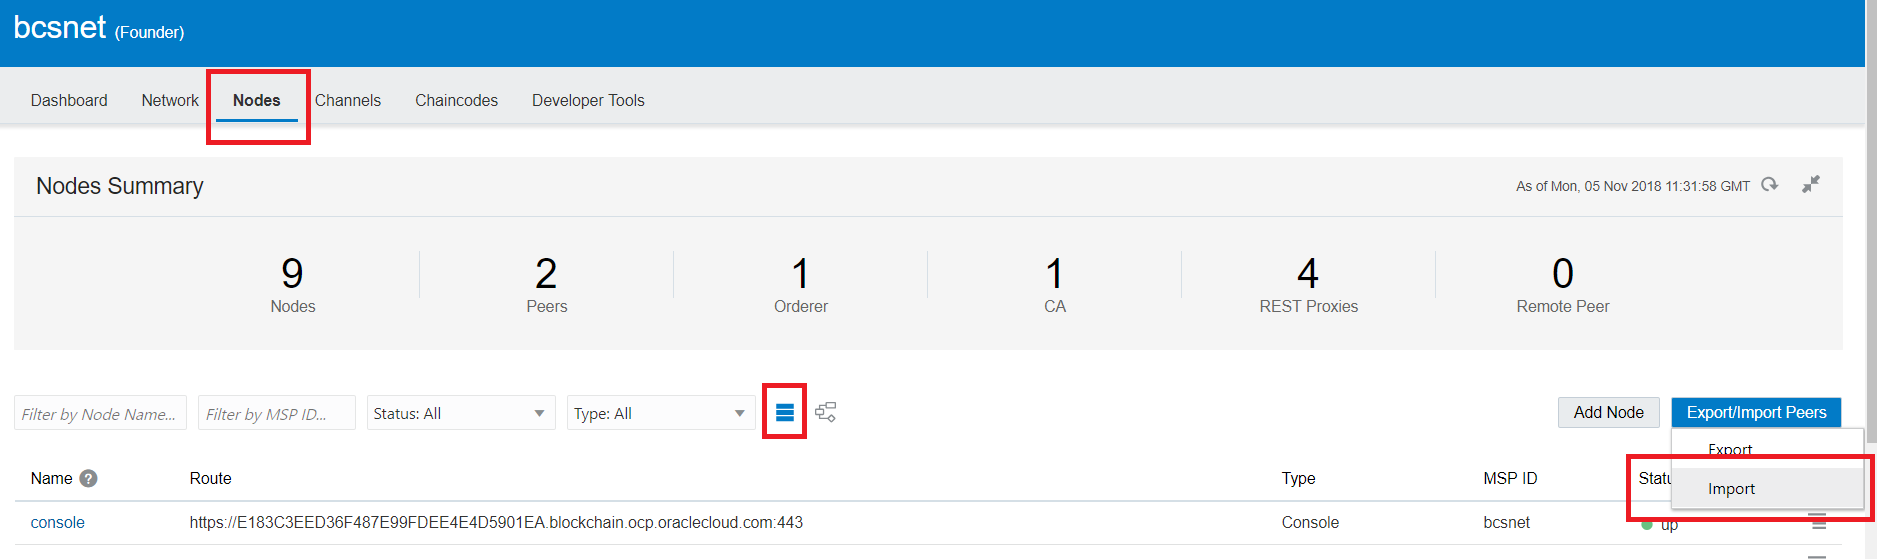 bcsnet (Founder)
Dashboard Network Nodes Channels Chaincodes Developer Tools
Nodes Summary As of Mon, 05 Nov 2018 11:31:58 GMT
9 2 1 1 4 0
Nodes Peers Orderer CA REST Proxies Remote Peer
Filter by Node Name... Filter by MSP ID... Status: All Type: All Add Node Export/Import Peers
Export
Name ? Route Type MSP ID Statu
Import
console https://E183C3EED36F487E99FDEE4E4D5901EA.blockchain.ocp.oraclecloud.com:443 Console bcsnet up